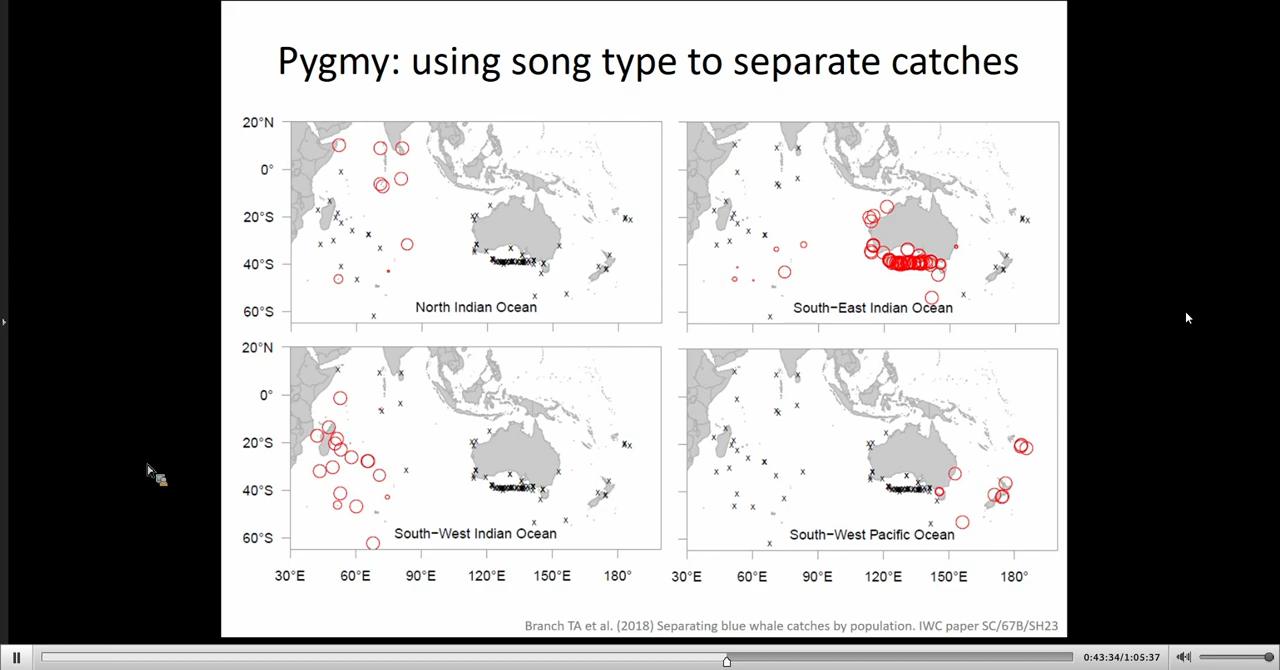 Pygmy: using song type to separate catches
20°N
0°
20°S
40°S
60°S
North Indian Ocean
South−East Indian Ocean
20°N
0°
20°S
40°S
60°S
South−West Indian Ocean
South−West Pacific Ocean
30°E 60°E 90°E 120°E 150°E 180°
30°E 60°E 90°E 120°E 150°E 180°
Branch TA et al. (2018) Separating blue whale catches by population. IWC paper SC/67B/SH23
0:43:34/1:05:37